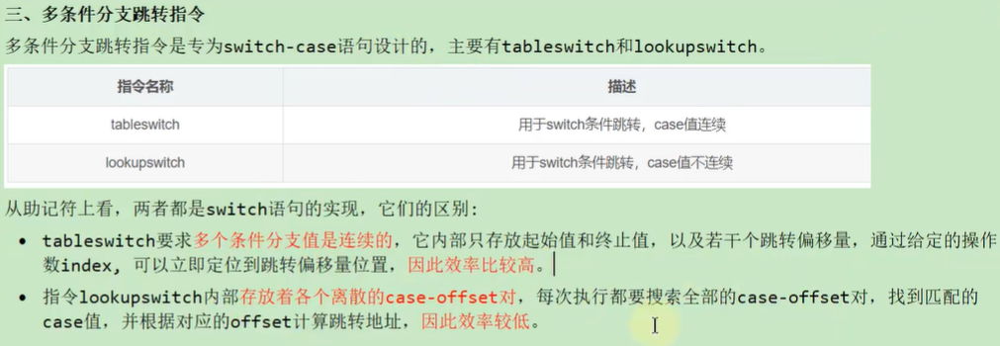 三、多条件分支跳转指令
多条件分支跳转指令是专为switch-case语句设计的，主要有tableswitch和lookupswitch。
指令名称 描述
tableswitch 用于switch条件跳转，case值连续
lookupswitch 用于switch条件跳转，case值不连续
从助记符上看，两者都是switch语句的实现，它们的区别：
• tableswitch要求多个条件分支值是连续的，它内部只存放起始值和终止值，以及若干个跳转偏移量，通过给定的操作
数index，可以立即定位到跳转偏移量位置，因此效率比较高。
• 指令lookupswitch内部存放着各个离散的case-offset对，每次执行都要搜索全部的case-offset对，找到匹配的
case值，并根据对应的offset计算跳转地址，因此效率较低。